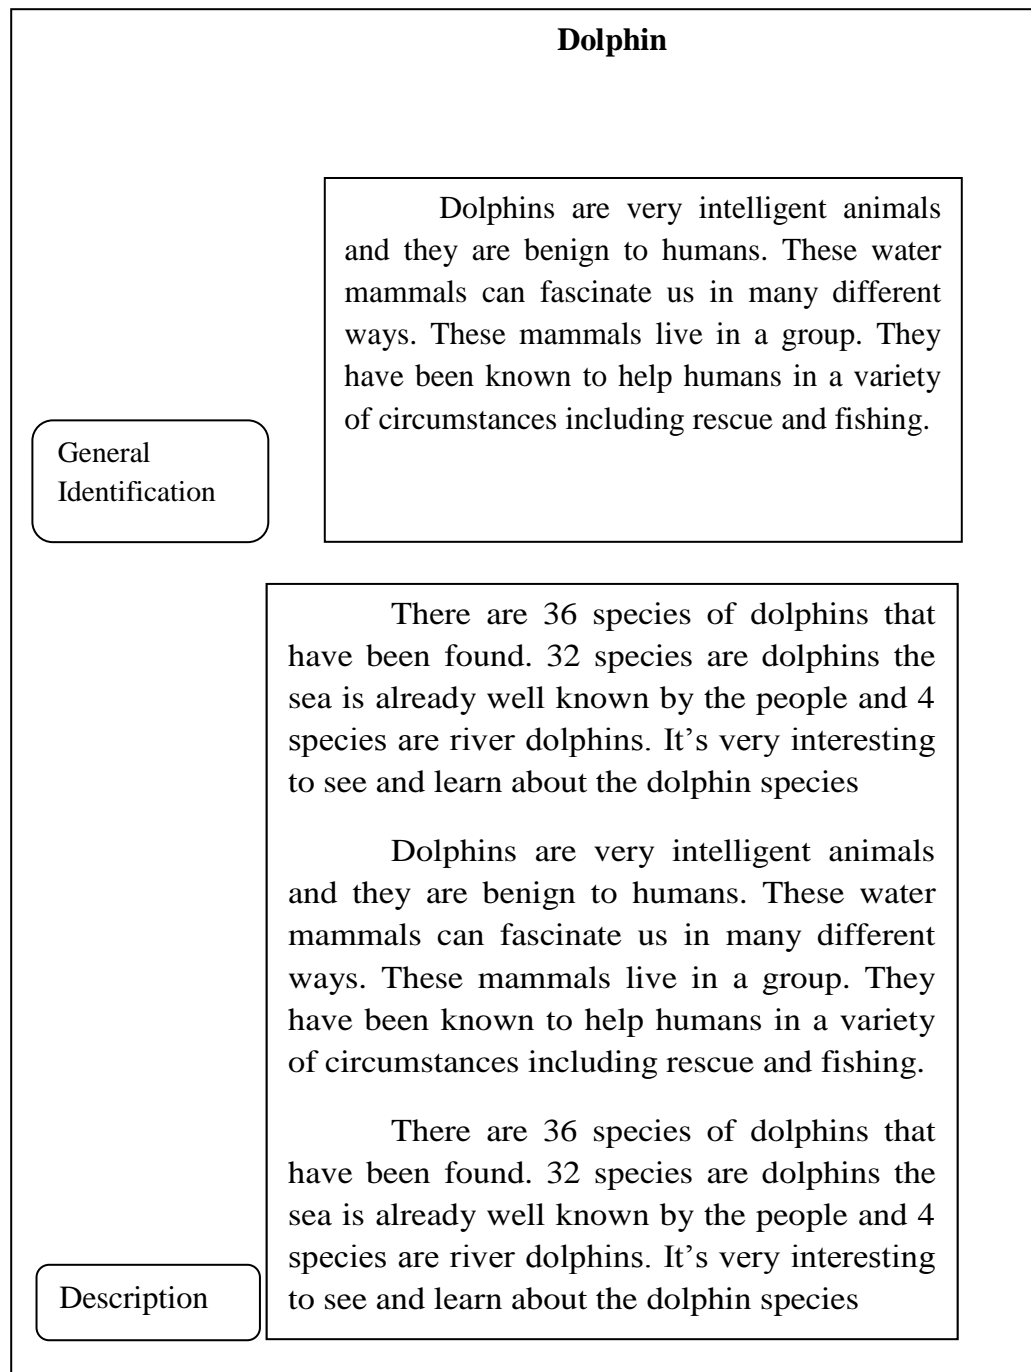 Dolphin
Dolphins are very intelligent animals
and they are benign to humans. These water
mammals can fascinate us in many different
ways. These mammals live in a group. They
have been known to help humans in a variety
of circumstances including rescue and fishing.
General
Identification
There are 36 species of dolphins that
have been found. 32 species are dolphins the
sea is already well known by the people and 4
species are river dolphins. It’s very interesting
to see and learn about the dolphin species
Dolphins are very intelligent animals
and they are benign to humans. These water
mammals can fascinate us in many different
ways. These mammals live in a group. They
have been known to help humans in a variety
of circumstances including rescue and fishing.
There are 36 species of dolphins that
have been found. 32 species are dolphins the
sea is already well known by the people and 4
species are river dolphins. It’s very interesting
to see and learn about the dolphin species
Description